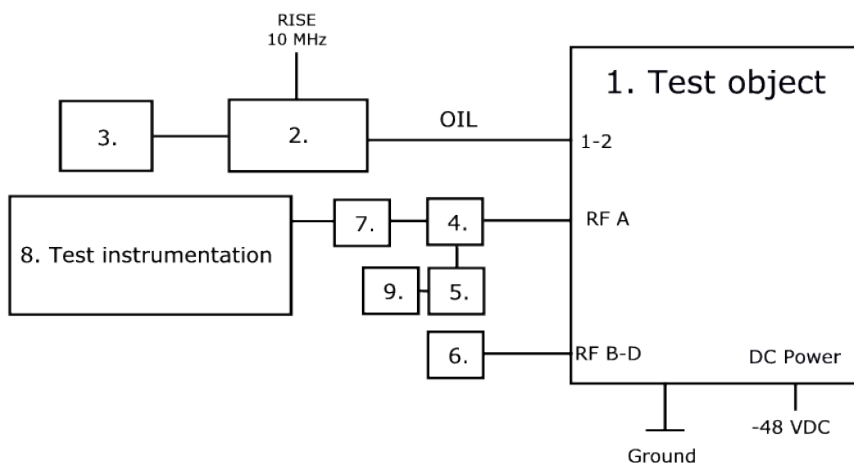 RISE
10 MHz
1. Test object
3.
2.
OIL
1-2
7.
4.
RF A
8. Test instrumentation
9.
5.
6.
RF B-D
DC Power
-48 VDC
Ground